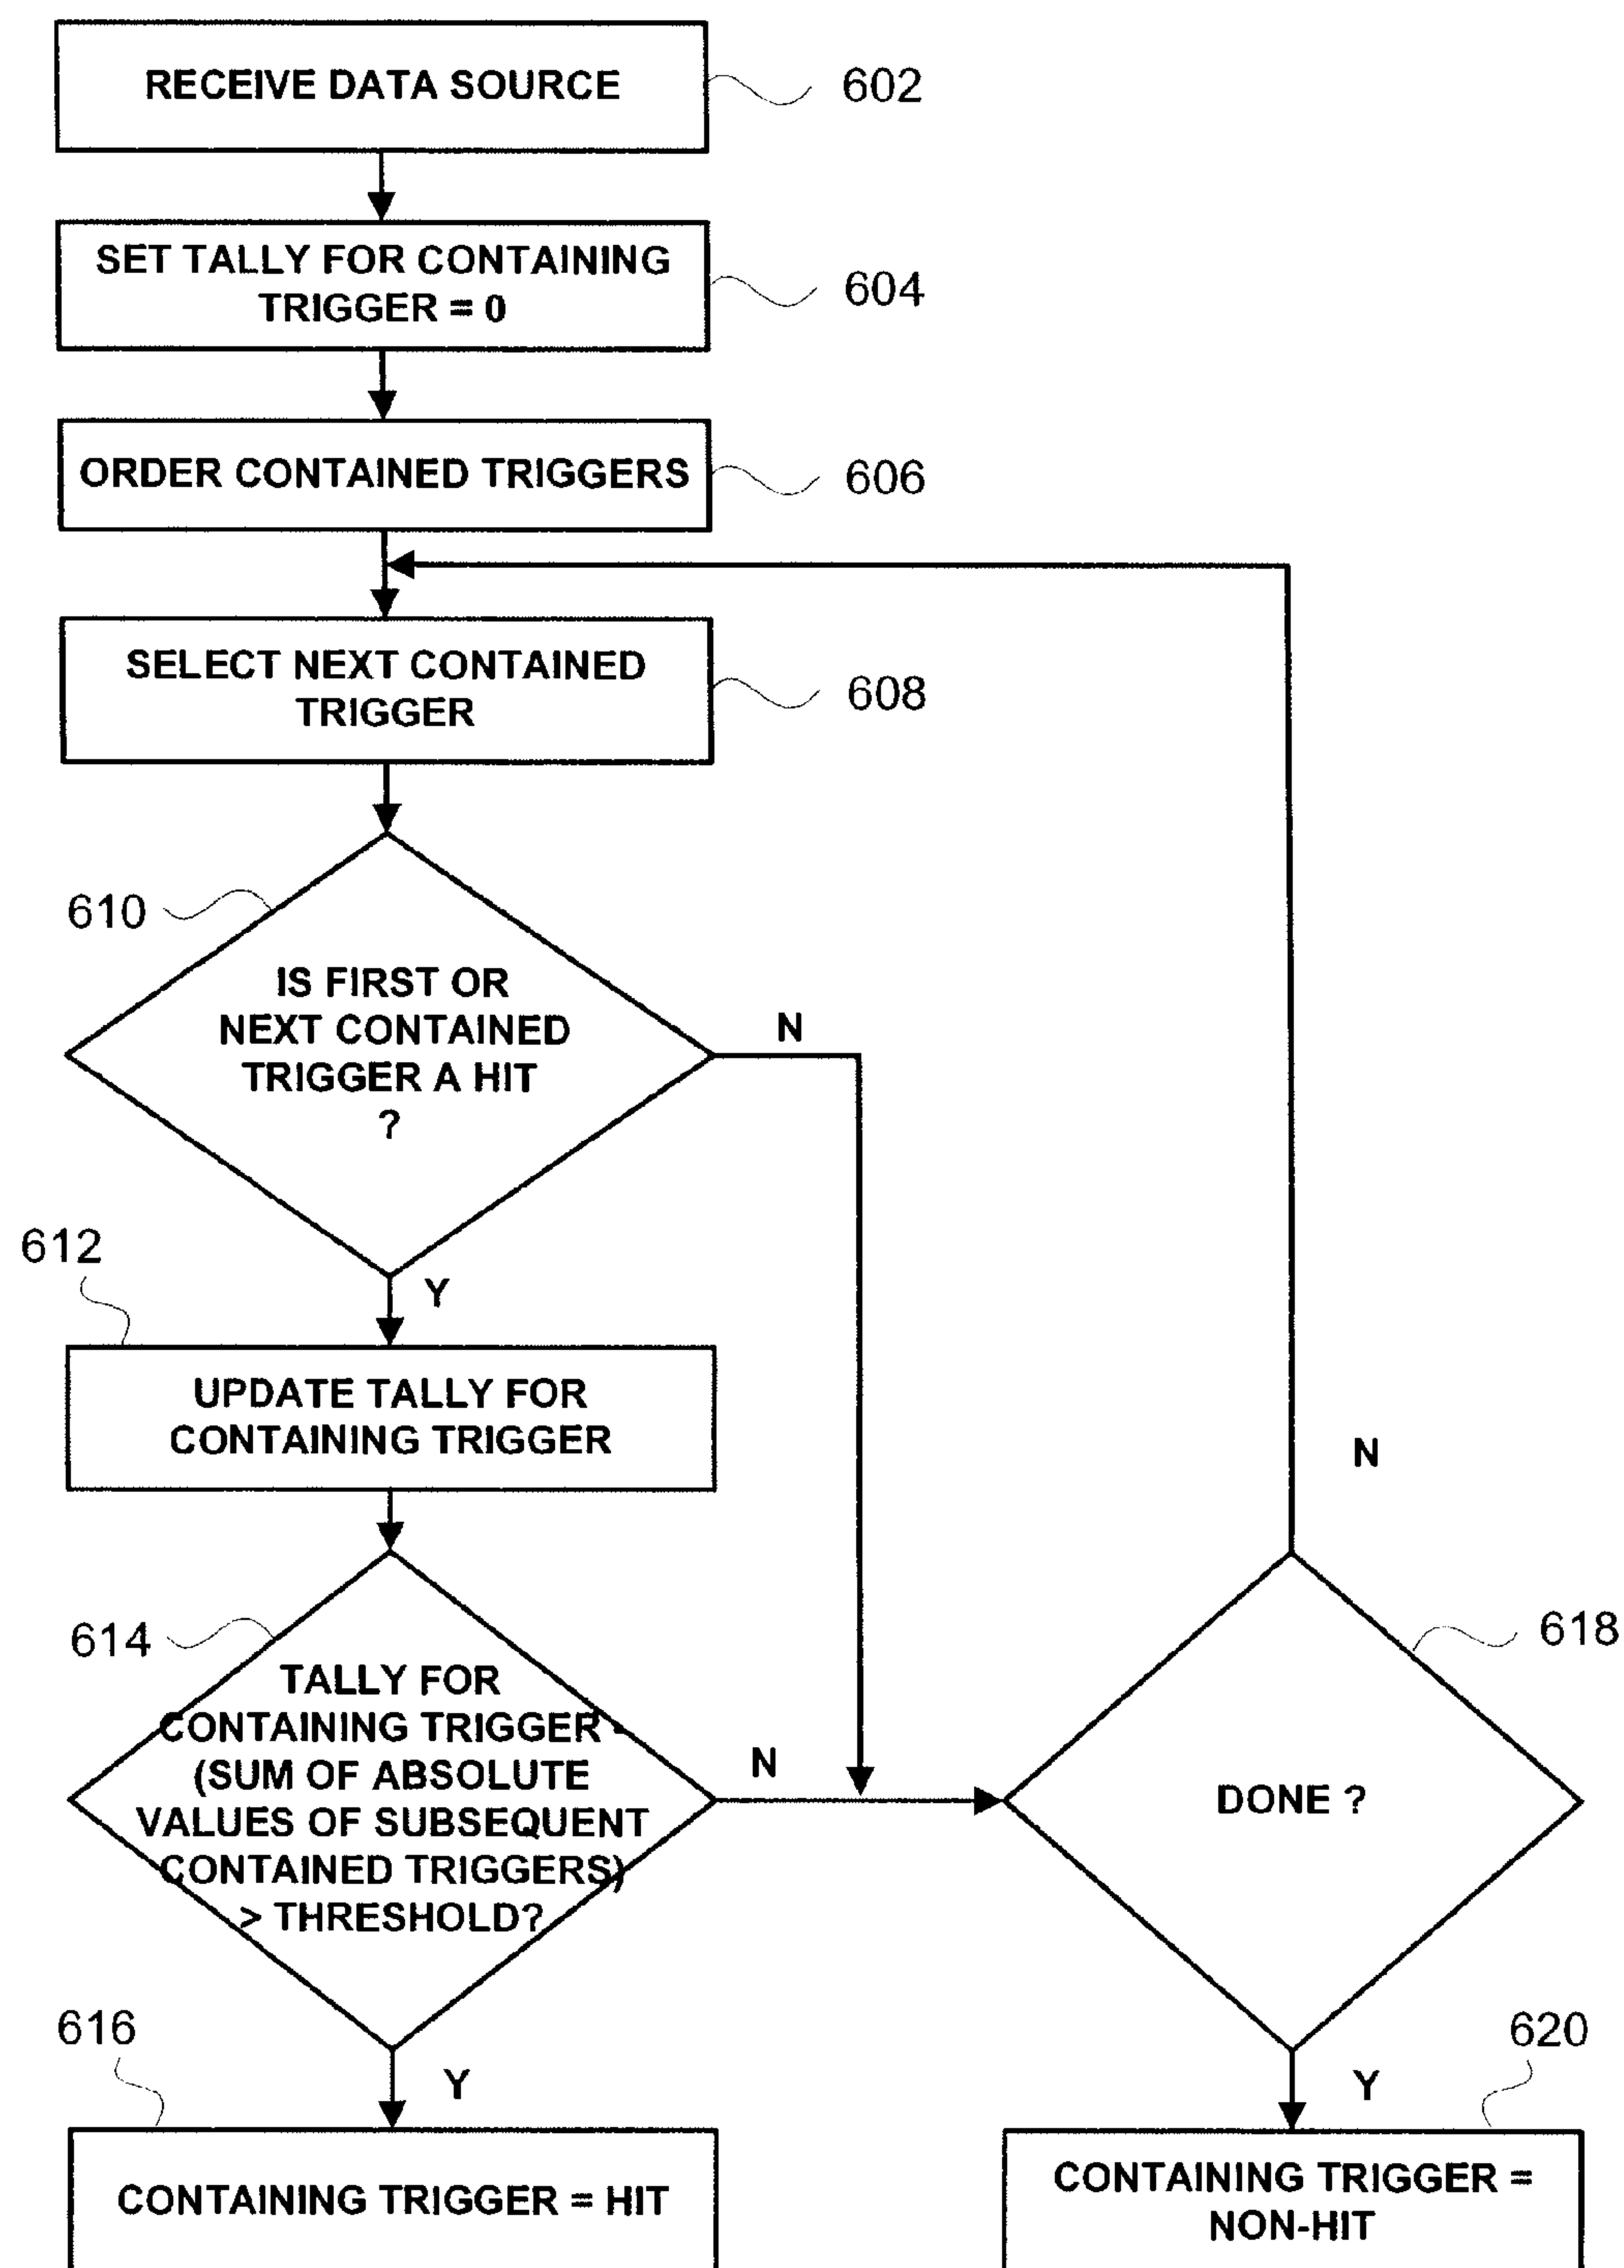 RECEIVE DATA SOURCE
602
SET TALLY FOR CONTAINING
TRIGGER = 0
604
ORDER CONTAINED TRIGGERS
606
SELECT NEXT CONTAINED
TRIGGER
608
610
IS FIRST OR
NEXT CONTAINED
TRIGGER A HIT
?
N
Y
612
UPDATE TALLY FOR
CONTAINING TRIGGER
614
TALLY FOR
CONTAINING TRIGGER -
(SUM OF ABSOLUTE
VALUES OF SUBSEQUENT
CONTAINED TRIGGERS)
> THRESHOLD?
N
Y
616
CONTAINING TRIGGER = HIT
N
618
DONE ?
Y
620
CONTAINING TRIGGER =
NON-HIT